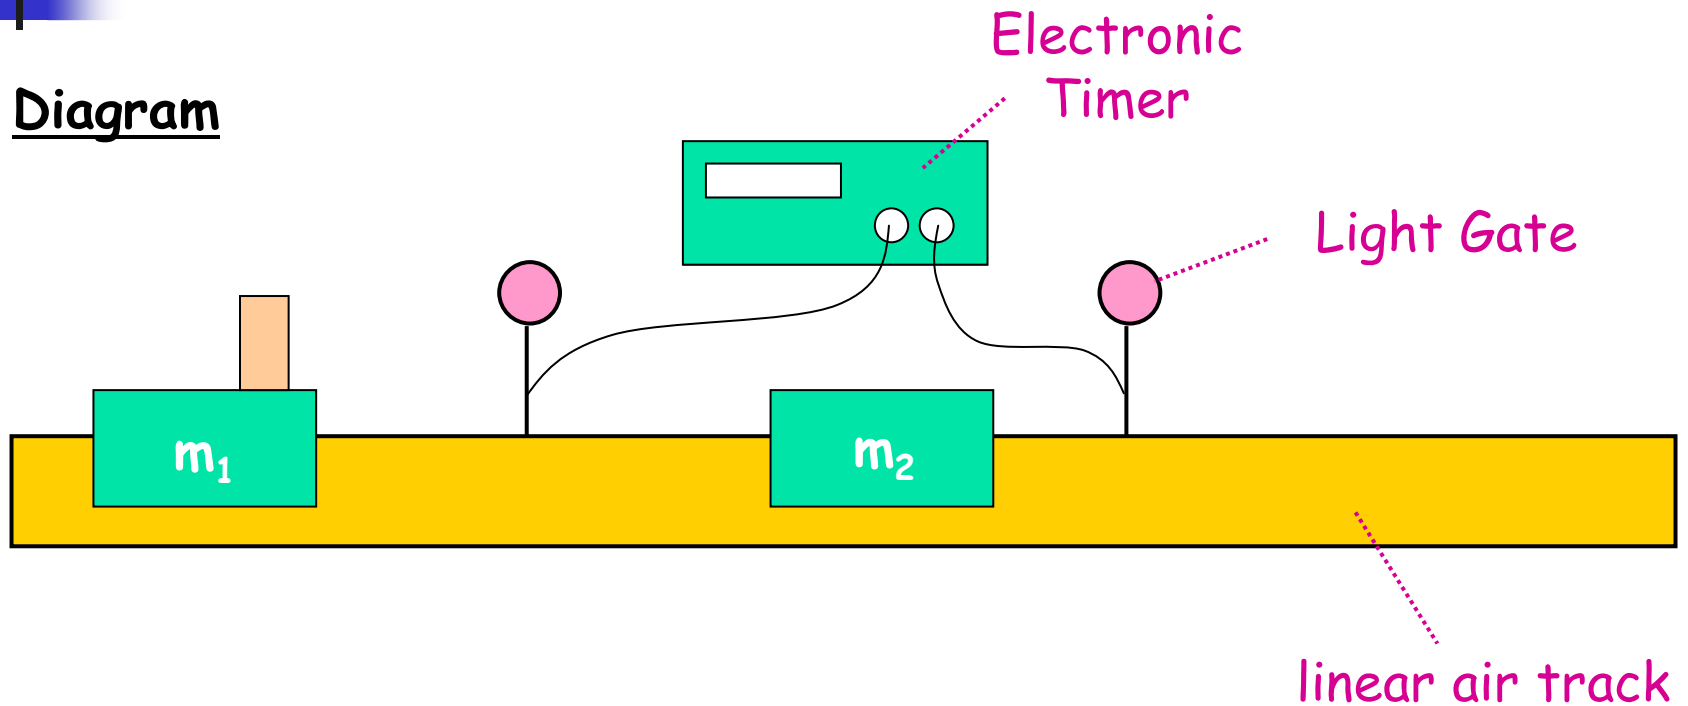 Electronic
Timer
Diagram
Light Gate
m₁
m₂
linear air track